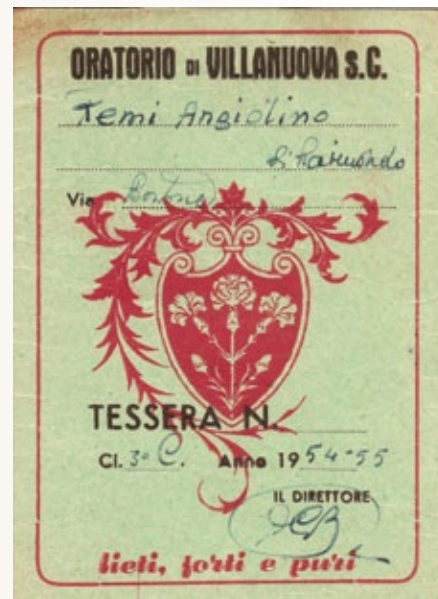 ORATORIO DI VILLANUOVA S.C.
Temi Angiolino
di Raimondo
Via
TESSERA N.
Cl. 3ª C. Anno 1954-55
IL DIRETTORE
lieti, forti e puri